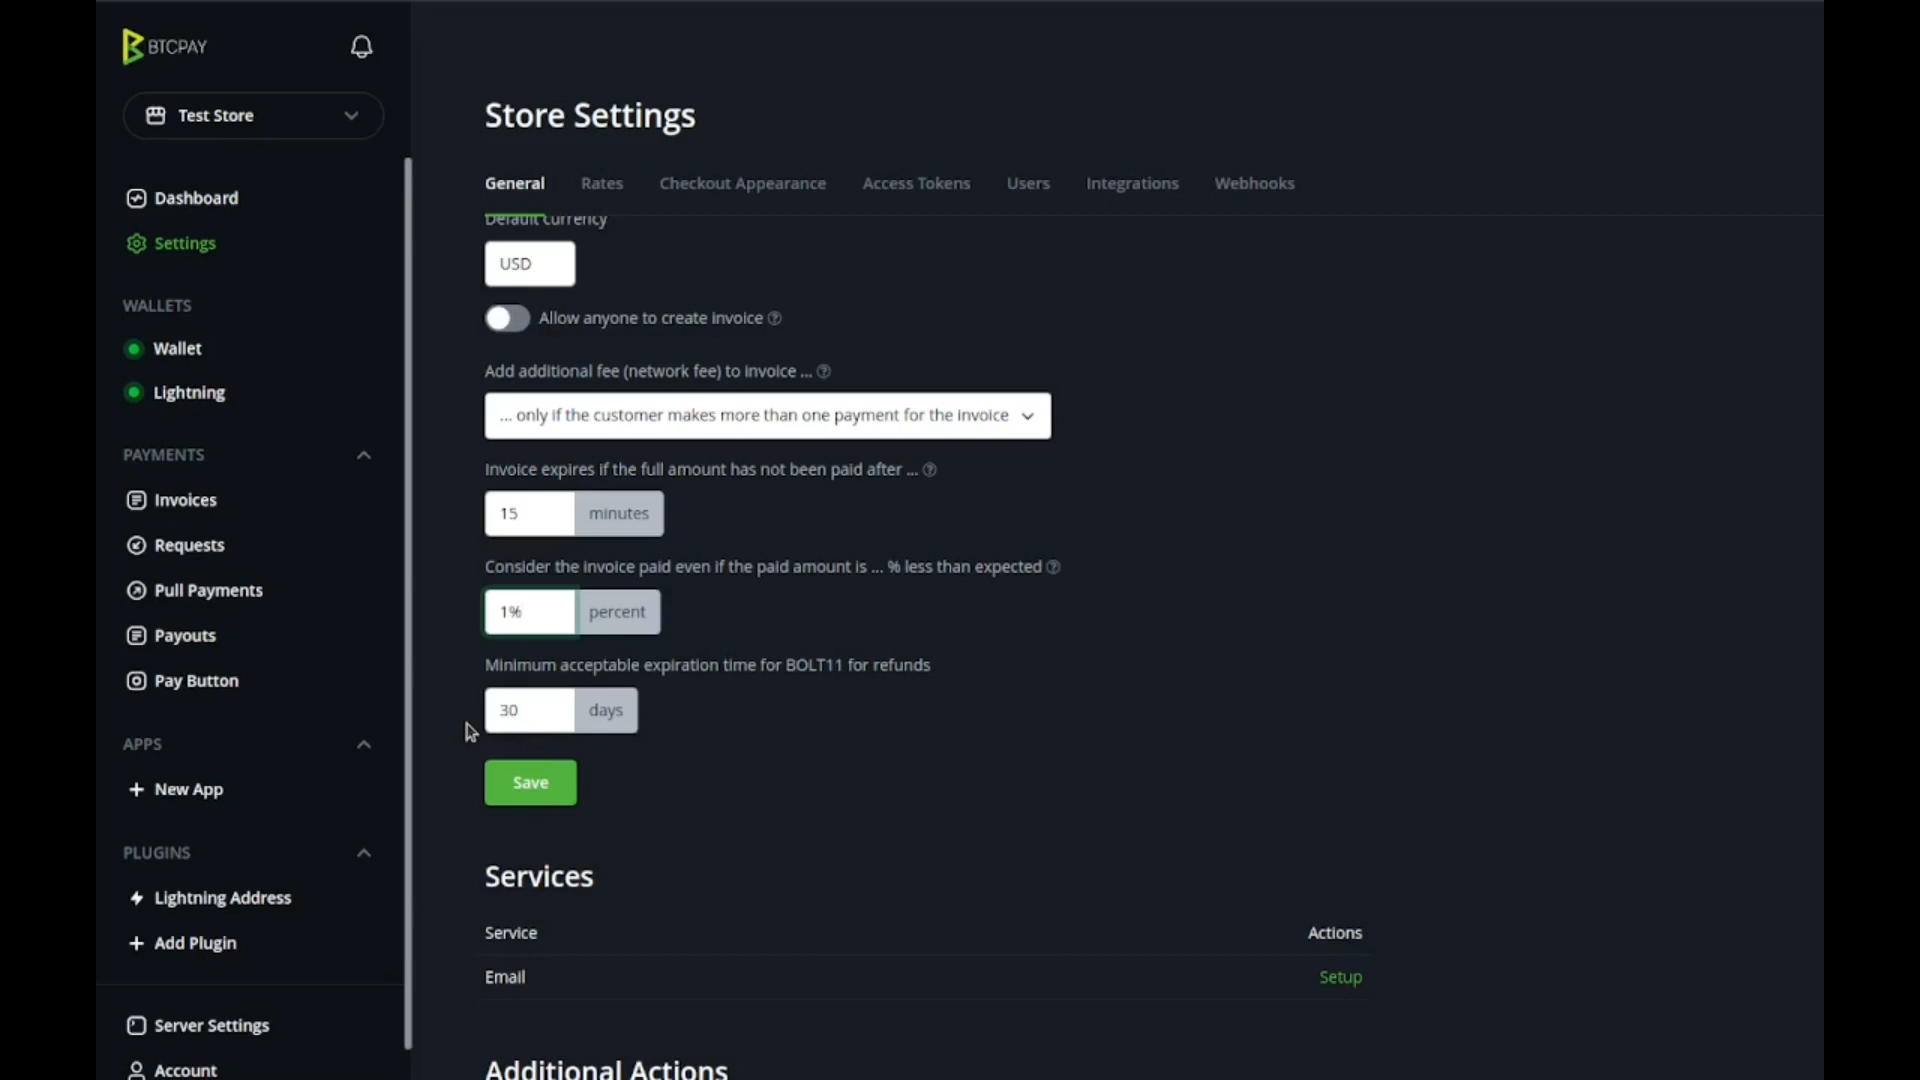 BTCPAY
Test Store
Dashboard
Settings
WALLETS
Wallet
Lightning
PAYMENTS
Invoices
Requests
Pull Payments
Payouts
Pay Button
APPS
New App
PLUGINS
Lightning Address
Add Plugin
Server Settings
Account
Store Settings
General Rates Checkout Appearance Access Tokens Users Integrations Webhooks
Default currency
USD
Allow anyone to create invoice
Add additional fee (network fee) to invoice ...
... only if the customer makes more than one payment for the invoice
Invoice expires if the full amount has not been paid after ...
15 minutes
Consider the invoice paid even if the paid amount is ... % less than expected
1% percent
Minimum acceptable expiration time for BOLT11 for refunds
30 days
Save
Services
Service Actions
Email Setup
Additional Actions